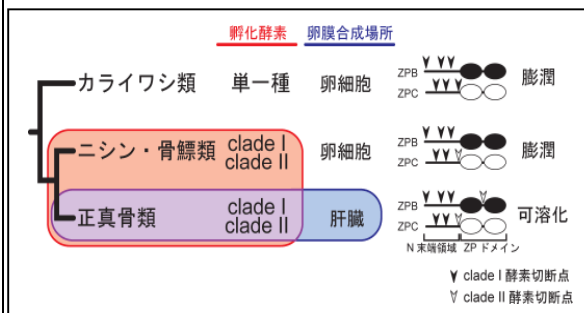 孵化酵素 卵膜合成場所
カライワシ類 単一種 卵細胞 ZPB ZPC 膨潤
ニシン・骨鰾類 clade I clade II 卵細胞 ZPB ZPC 膨潤
正真骨類 clade I clade II 肝臓 ZPB ZPC 可溶化
N 末端領域 ZP ドメイン
clade I 酵素切断点
clade II 酵素切断点